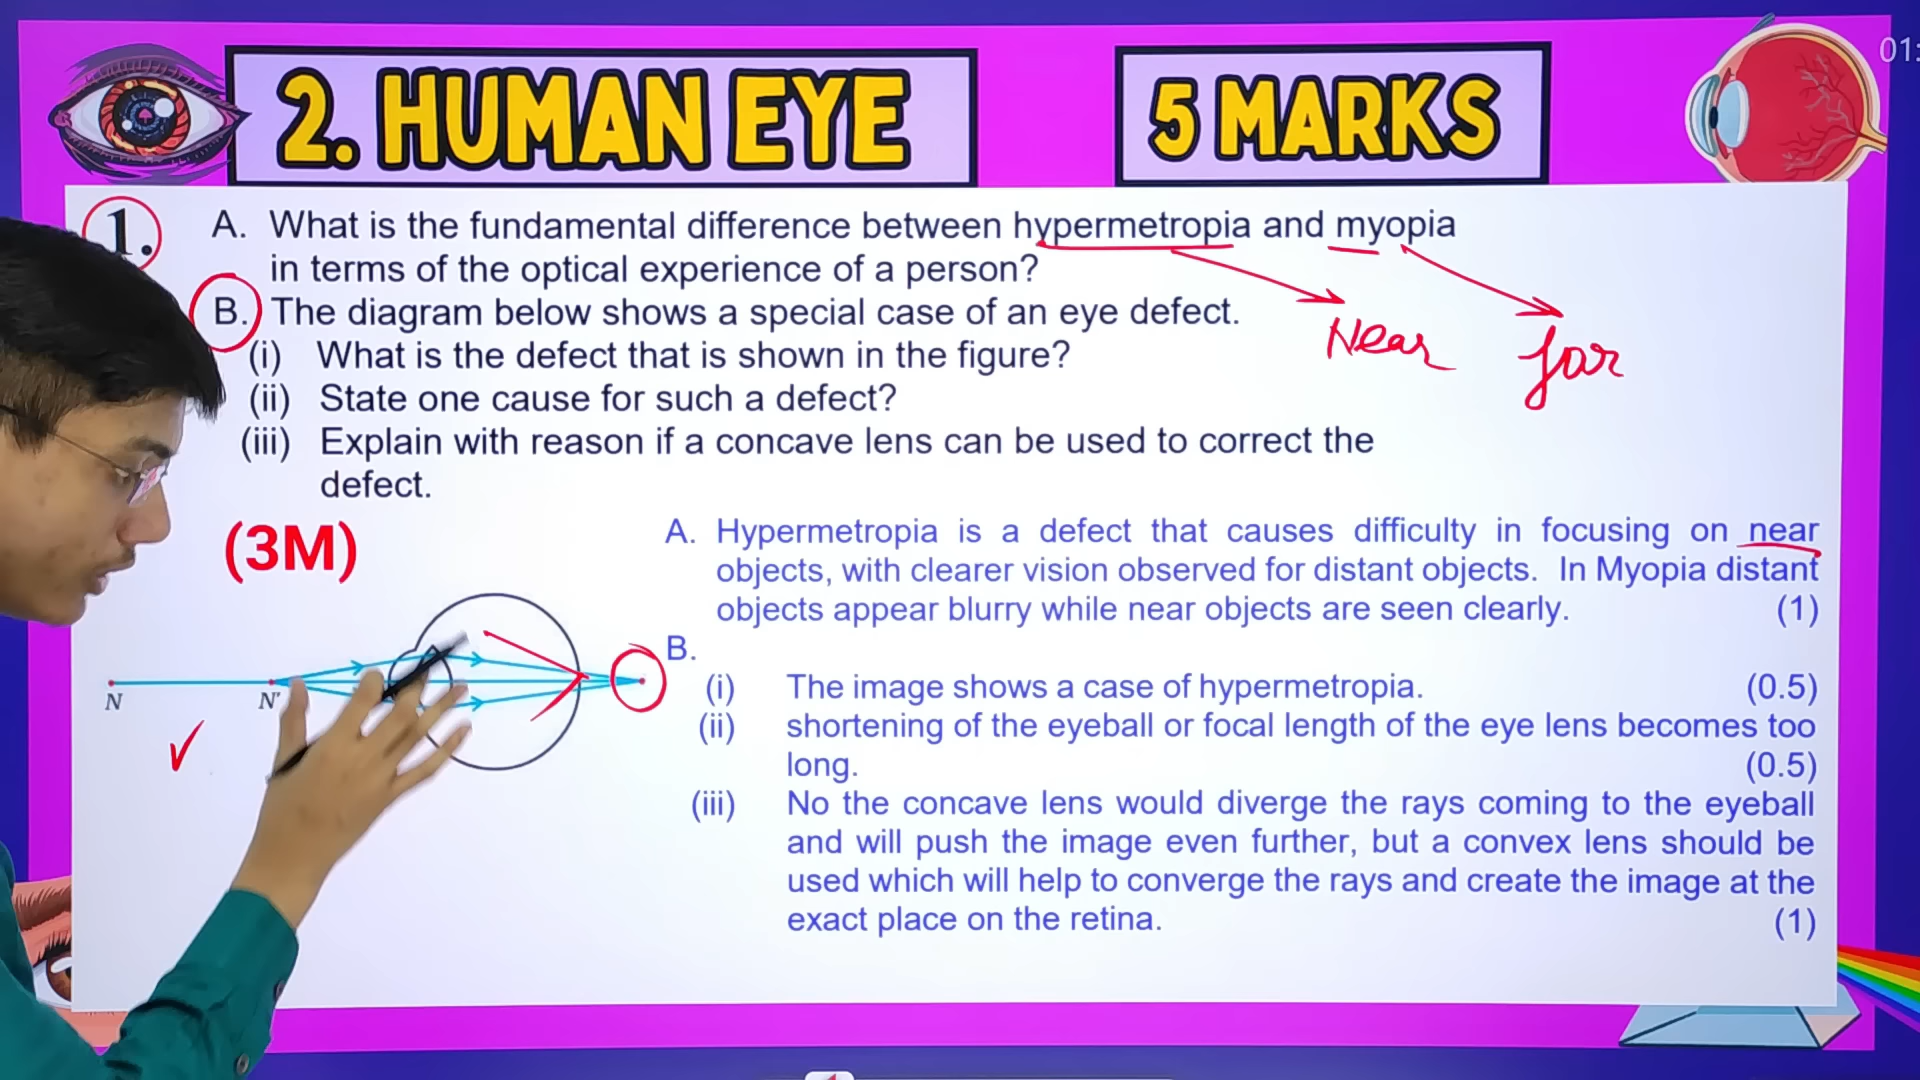 01:
2. HUMAN EYE
5 MARKS
1.
A. What is the fundamental difference between hypermetropia and myopia
in terms of the optical experience of a person?
B. The diagram below shows a special case of an eye defect.
(i) What is the defect that is shown in the figure?
(ii) State one cause for such a defect?
(iii) Explain with reason if a concave lens can be used to correct the
defect.
Near
far
(3M)
A. Hypermetropia is a defect that causes difficulty in focusing on near
objects, with clearer vision observed for distant objects. In Myopia distant
objects appear blurry while near objects are seen clearly. (1)
B.
(i) The image shows a case of hypermetropia. (0.5)
(ii) shortening of the eyeball or focal length of the eye lens becomes too
long. (0.5)
(iii) No the concave lens would diverge the rays coming to the eyeball
and will push the image even further, but a convex lens should be
used which will help to converge the rays and create the image at the
exact place on the retina. (1)
N
N'